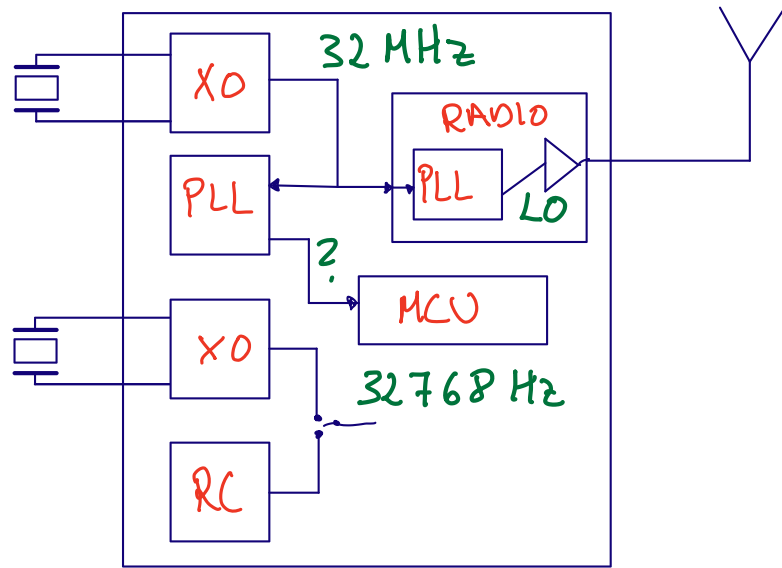 XO
32 MHz
RADIO
PLL
PLL
LO
?
MCU
XO
32768 Hz
RC